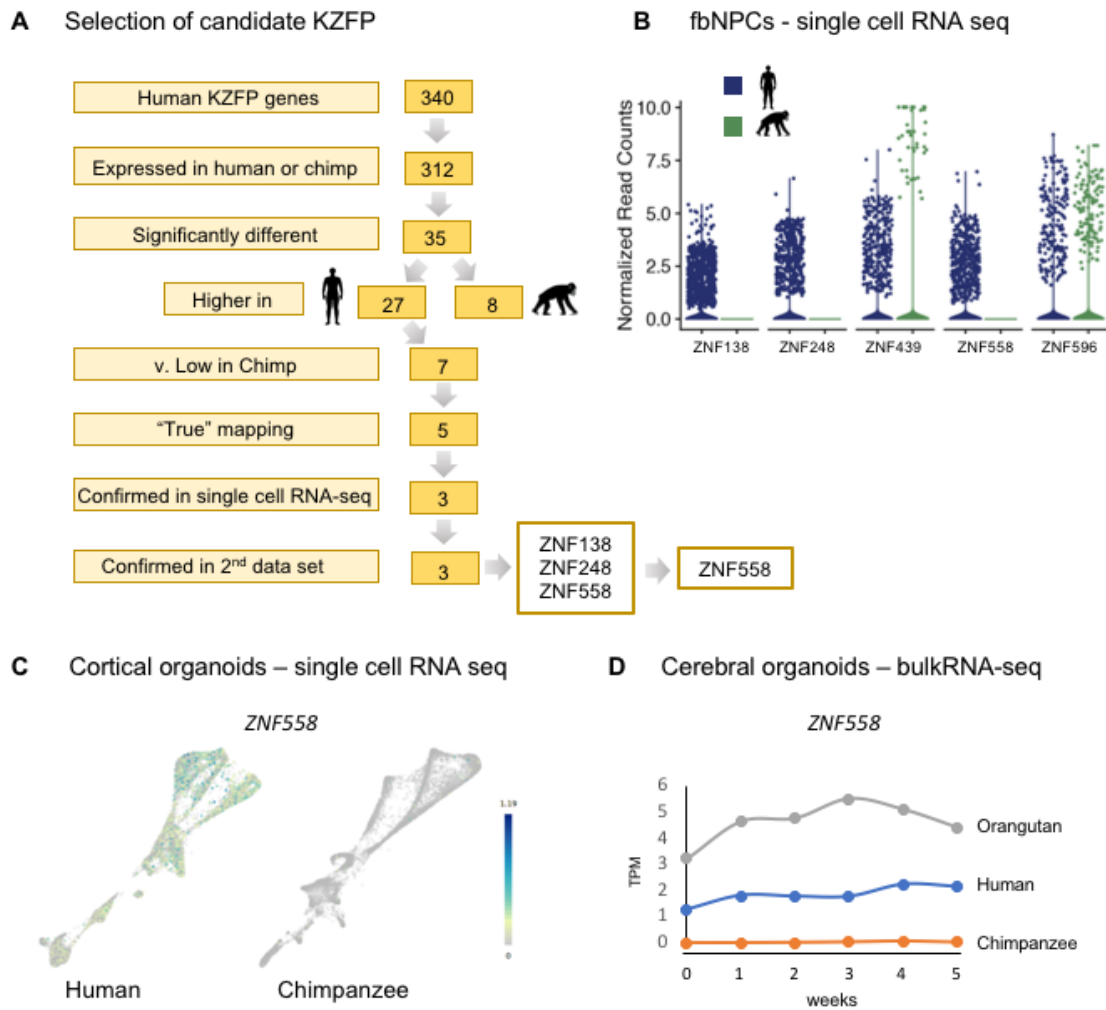 A Selection of candidate KZFP
Human KZFP genes 340
Expressed in human or chimp 312
Significantly different 35
Higher in 27 8
v. Low in Chimp 7
“True” mapping 5
Confirmed in single cell RNA-seq 3
Confirmed in 2nd data set 3
ZNF138
ZNF248
ZNF558
ZNF558
B fbNPCs - single cell RNA seq
Normalized Read Counts
10.0
7.5
5.0
2.5
0.0
ZNF138 ZNF248 ZNF439 ZNF558 ZNF596
C Cortical organoids – single cell RNA seq
ZNF558
1.19
0
Human Chimpanzee
D Cerebral organoids – bulkRNA-seq
ZNF558
TPM
6
5
4
3
2
1
0
Orangutan
Human
Chimpanzee
0 1 2 3 4 5
weeks